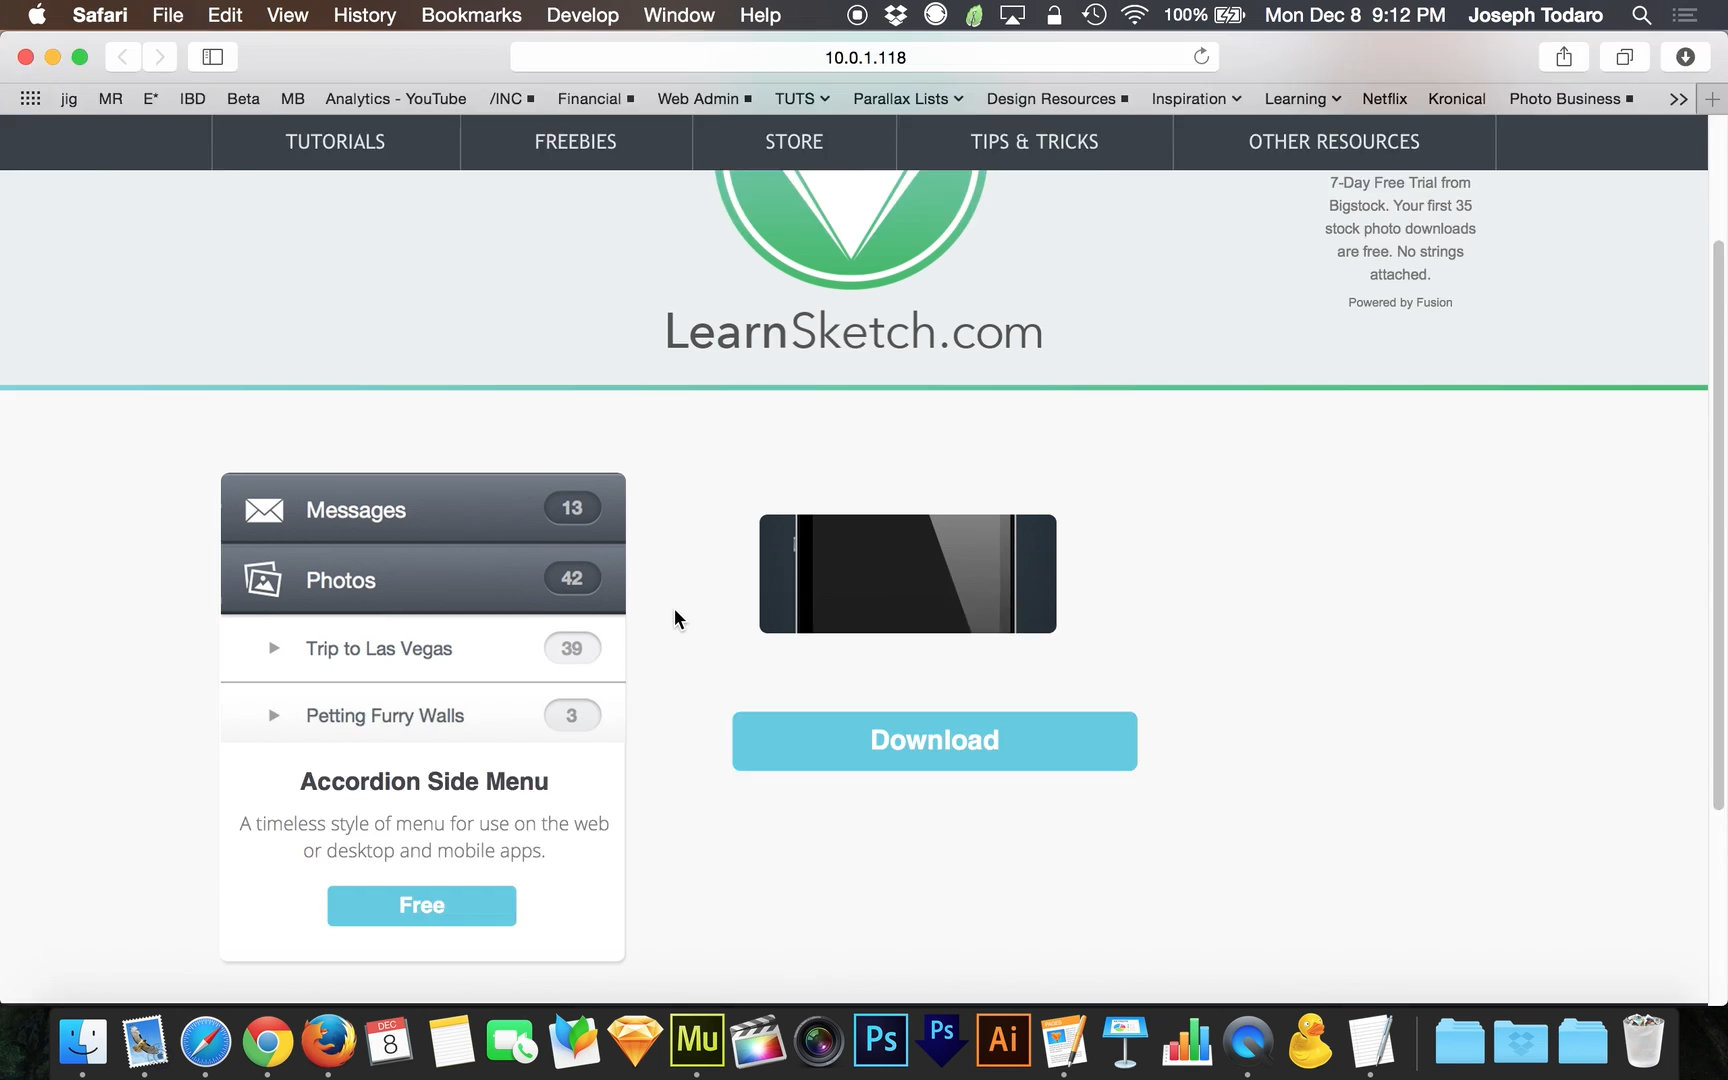 Safari File Edit View History Bookmarks Develop Window Help 100% Mon Dec 8 9:12 PM Joseph Todaro
10.0.1.118
jig MR E* IBD Beta MB Analytics - YouTube /INC Financial Web Admin TUTS Parallax Lists Design Resources Inspiration Learning Netflix Kronical Photo Business >> +
TUTORIALS FREEBIES STORE TIPS & TRICKS OTHER RESOURCES
7-Day Free Trial from
Bigstock. Your first 35
stock photo downloads
are free. No strings
attached.
Powered by Fusion
LearnSketch.com
Messages 13
Photos 42
Trip to Las Vegas 39
Petting Furry Walls 3
Accordion Side Menu
A timeless style of menu for use on the web
or desktop and mobile apps.
Free
Download
DEC
8
Mu
Ps
Ps
Ai
PAGES